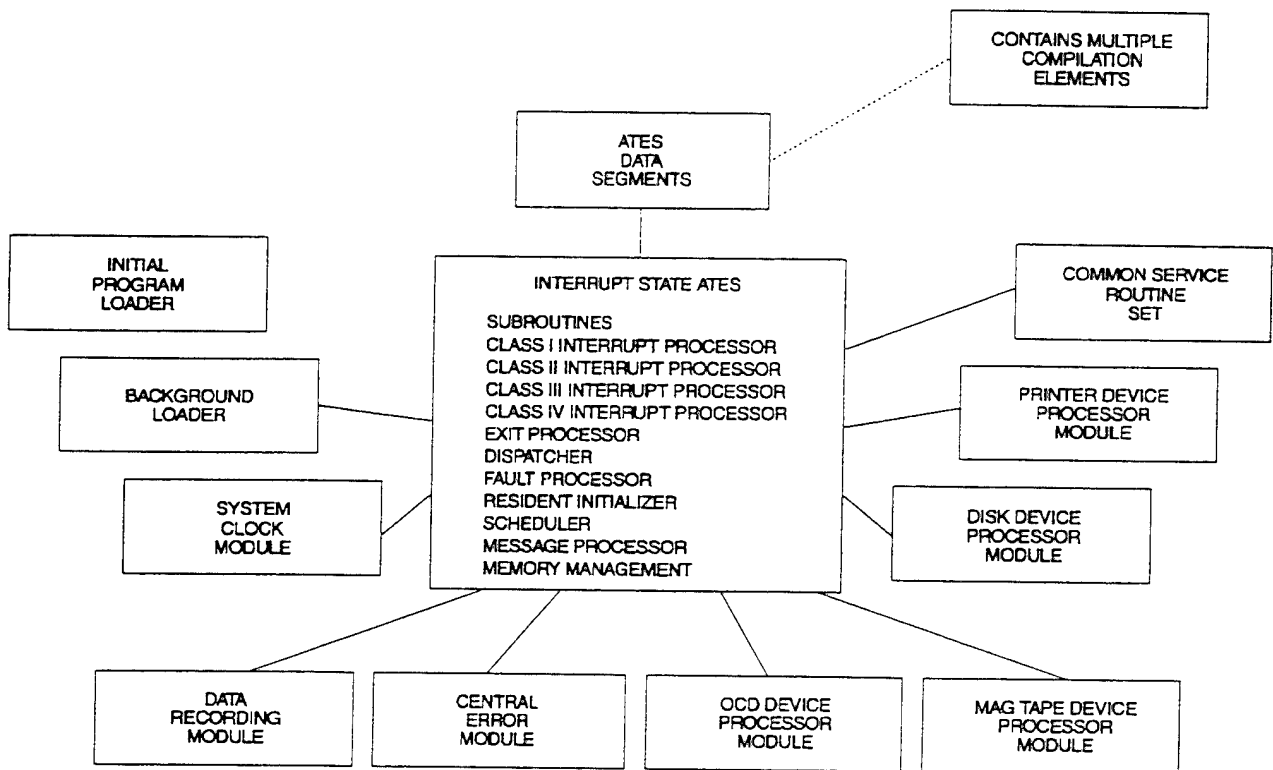 CONTAINS MULTIPLE
COMPILATION
ELEMENTS
ATES
DATA
SEGMENTS
INITIAL
PROGRAM
LOADER
BACKGROUND
LOADER
SYSTEM
CLOCK
MODULE
INTERRUPT STATE ATES
SUBROUTINES
CLASS I INTERRUPT PROCESSOR
CLASS II INTERRUPT PROCESSOR
CLASS III INTERRUPT PROCESSOR
CLASS IV INTERRUPT PROCESSOR
EXIT PROCESSOR
DISPATCHER
FAULT PROCESSOR
RESIDENT INITIALIZER
SCHEDULER
MESSAGE PROCESSOR
MEMORY MANAGEMENT
COMMON SERVICE
ROUTINE
SET
PRINTER DEVICE
PROCESSOR
MODULE
DISK DEVICE
PROCESSOR
MODULE
DATA
RECORDING
MODULE
CENTRAL
ERROR
MODULE
OCD DEVICE
PROCESSOR
MODULE
MAG TAPE DEVICE
PROCESSOR
MODULE